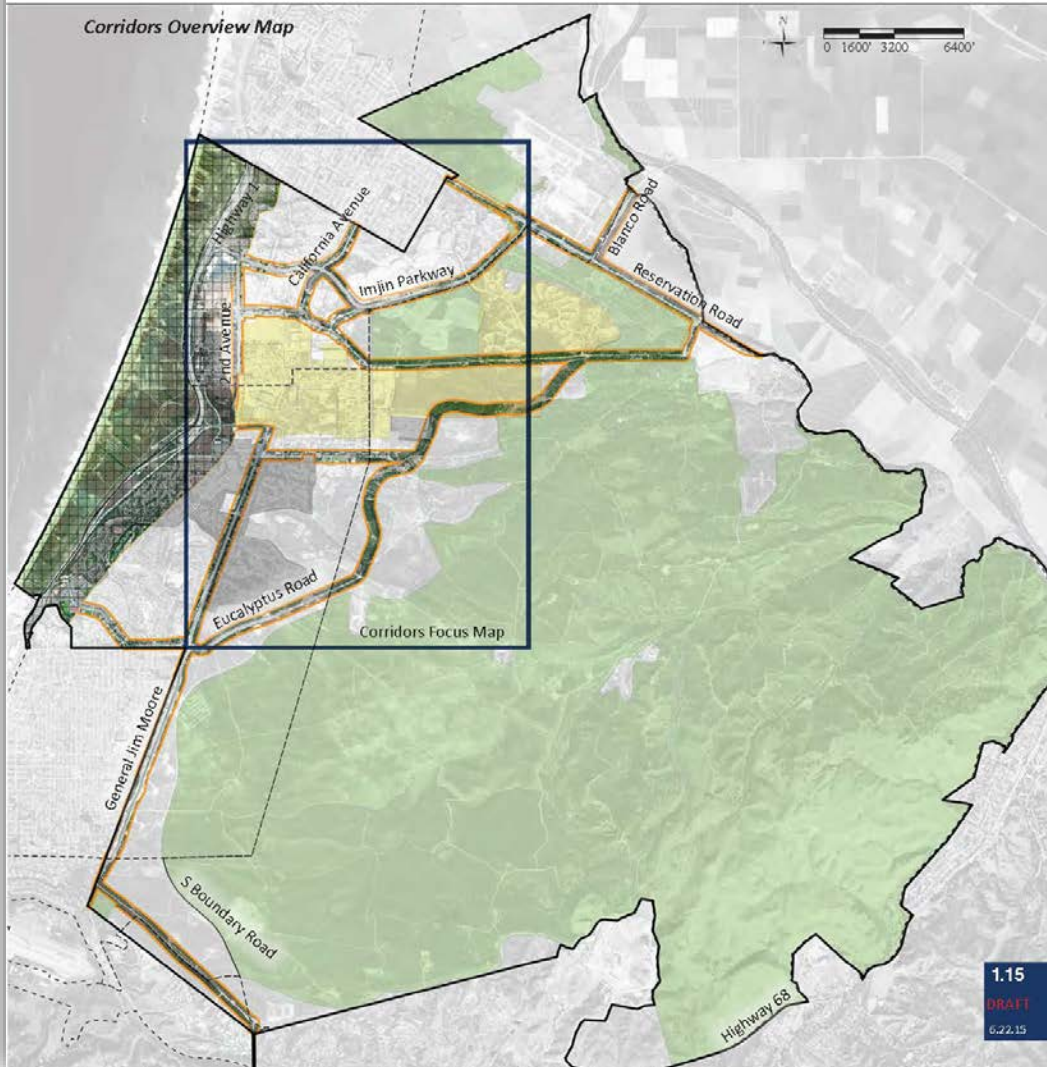 Corridors Overview Map
N
0 1600' 3200 6400'
Highway 1
California Avenue
Blanco Road
Imjin Parkway
Reservation Road
2nd Avenue
Eucalyptus Road
Corridors Focus Map
General Jim Moore
S Boundary Road
Highway 68
1.15
DRAFT
6.22.15